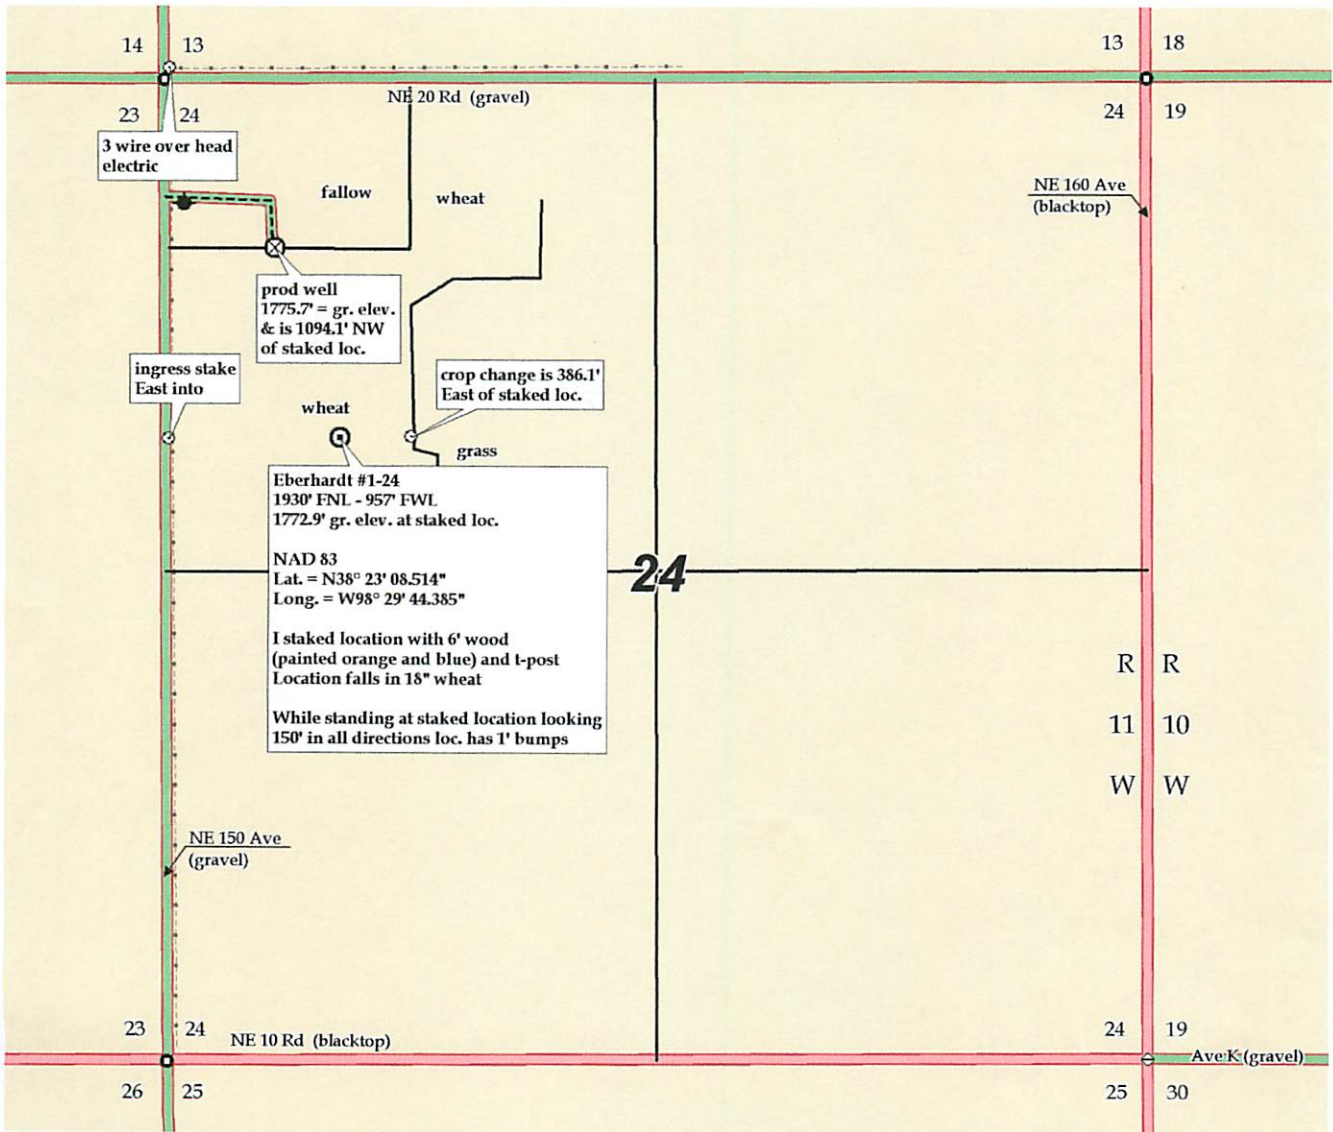 14 13
13 18
NE 20 Rd (gravel)
23 24
24 19
3 wire over head
electric
fallow
wheat
NE 160 Ave
(blacktop)
prod well
1775.7' = gr. elev.
& is 1094.1' NW
of staked loc.
ingress stake
East into
crop change is 386.1'
East of staked loc.
wheat
grass
Eberhardt #1-24
1930' FNL - 957' FWL
1772.9' gr. elev. at staked loc.
NAD 83
Lat. = N38° 23' 08.514"
Long. = W98° 29' 44.385"
I staked location with 6' wood
(painted orange and blue) and t-post
Location falls in 18" wheat
While standing at staked location looking
150' in all directions loc. has 1' bumps
24
R R
11 10
W W
NE 150 Ave
(gravel)
23 24
NE 10 Rd (blacktop)
24 19
Ave K (gravel)
26 25
25 30